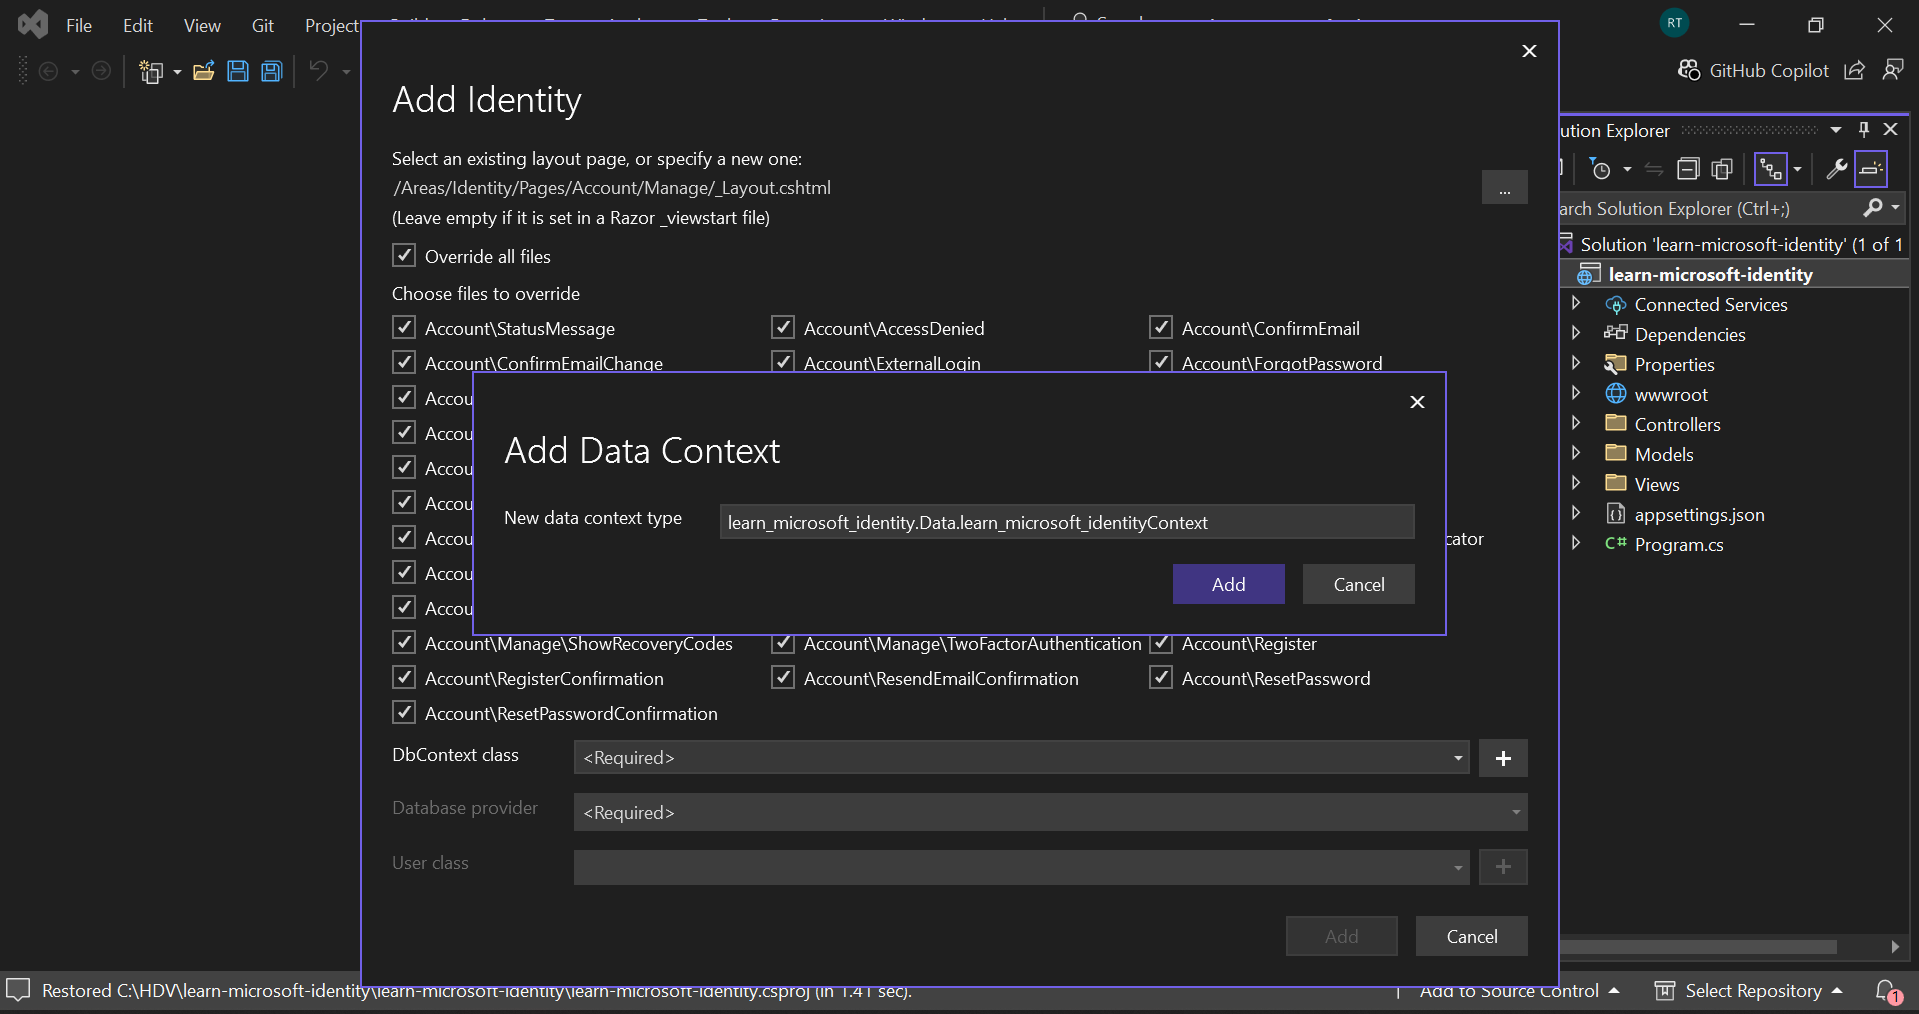 File Edit View Git Project
RT
GitHub Copilot
Add Identity
Select an existing layout page, or specify a new one:
/Areas/Identity/Pages/Account/Manage/_Layout.cshtml
...
(Leave empty if it is set in a Razor _viewstart file)
Override all files
Choose files to override
Account\StatusMessage Account\AccessDenied Account\ConfirmEmail
Account\ConfirmEmailChange Account\ExternalLogin Account\ForgotPassword
Accou
Accou
Accou
Accou
Accou cator
Accou
Accou
Add Data Context
New data context type learn_microsoft_identity.Data.learn_microsoft_identityContext
Add Cancel
Account\Manage\ShowRecoveryCodes Account\Manage\TwoFactorAuthentication Account\Register
Account\RegisterConfirmation Account\ResendEmailConfirmation Account\ResetPassword
Account\ResetPasswordConfirmation
DbContext class <Required>
Database provider <Required>
User class
Add Cancel
ution Explorer
arch Solution Explorer (Ctrl+;)
Solution 'learn-microsoft-identity' (1 of 1
learn-microsoft-identity
Connected Services
Dependencies
Properties
wwwroot
Controllers
Models
Views
appsettings.json
C# Program.cs
Restored C:\HDV\learn-microsoft-identity\learn-microsoft-identity\learn-microsoft-identity.csproj (in 1.41 sec).
Add to Source Control Select Repository 1